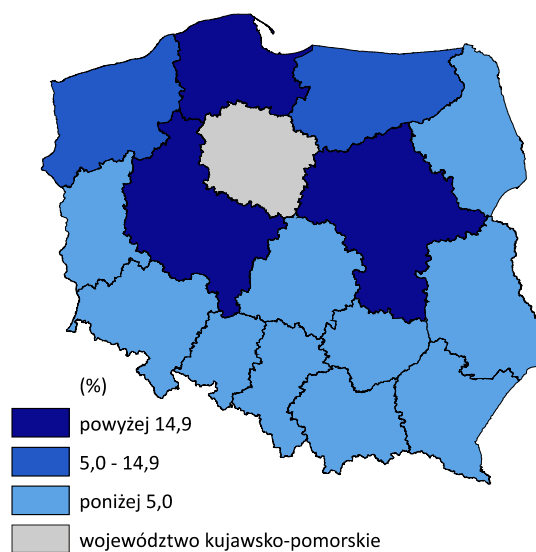 (%)
powyżej 14,9
5,0 - 14,9
poniżej 5,0
województwo kujawsko-pomorskie